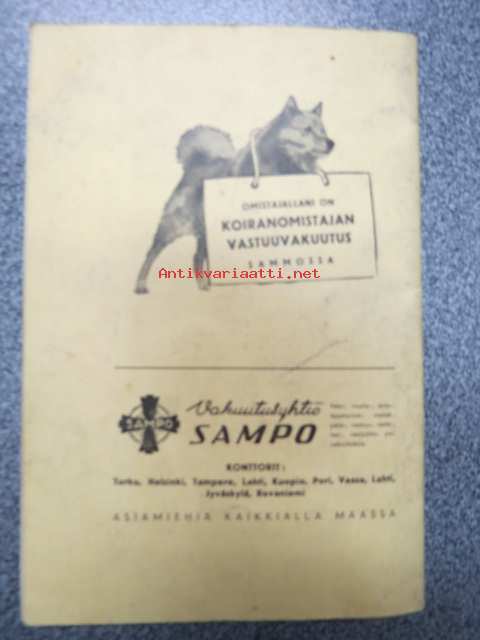 OMISTAJALLANI ON
KOIRANOMISTAJAN
VASTUUVAKUUTUS
SAMMOSSA
Antikvariaatti.net
SAMPO
Vakuutusyhtiö
SAMPO
KONTTORIT:
Turku, Helsinki, Tampere, Lahti, Kuopio, Pori, Vaasa, Lahti,
Jyväskylä, Rovaniemi
ASIAMIEHIÄ KAIKKIALLA MAASSA